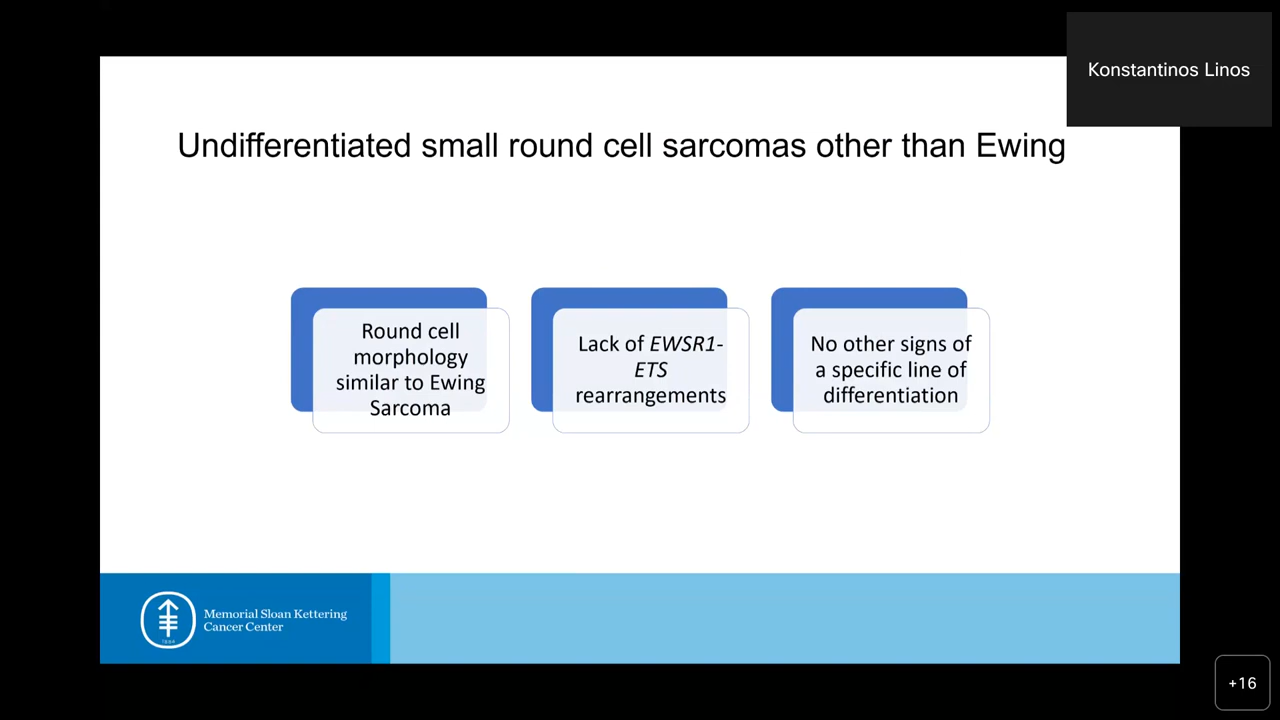 Konstantinos Linos
Undifferentiated small round cell sarcomas other than Ewing
Round cell
morphology
similar to Ewing
Sarcoma
Lack of EWSR1-
ETS
rearrangements
No other signs of
a specific line of
differentiation
1884
Memorial Sloan Kettering
Cancer Center
+16